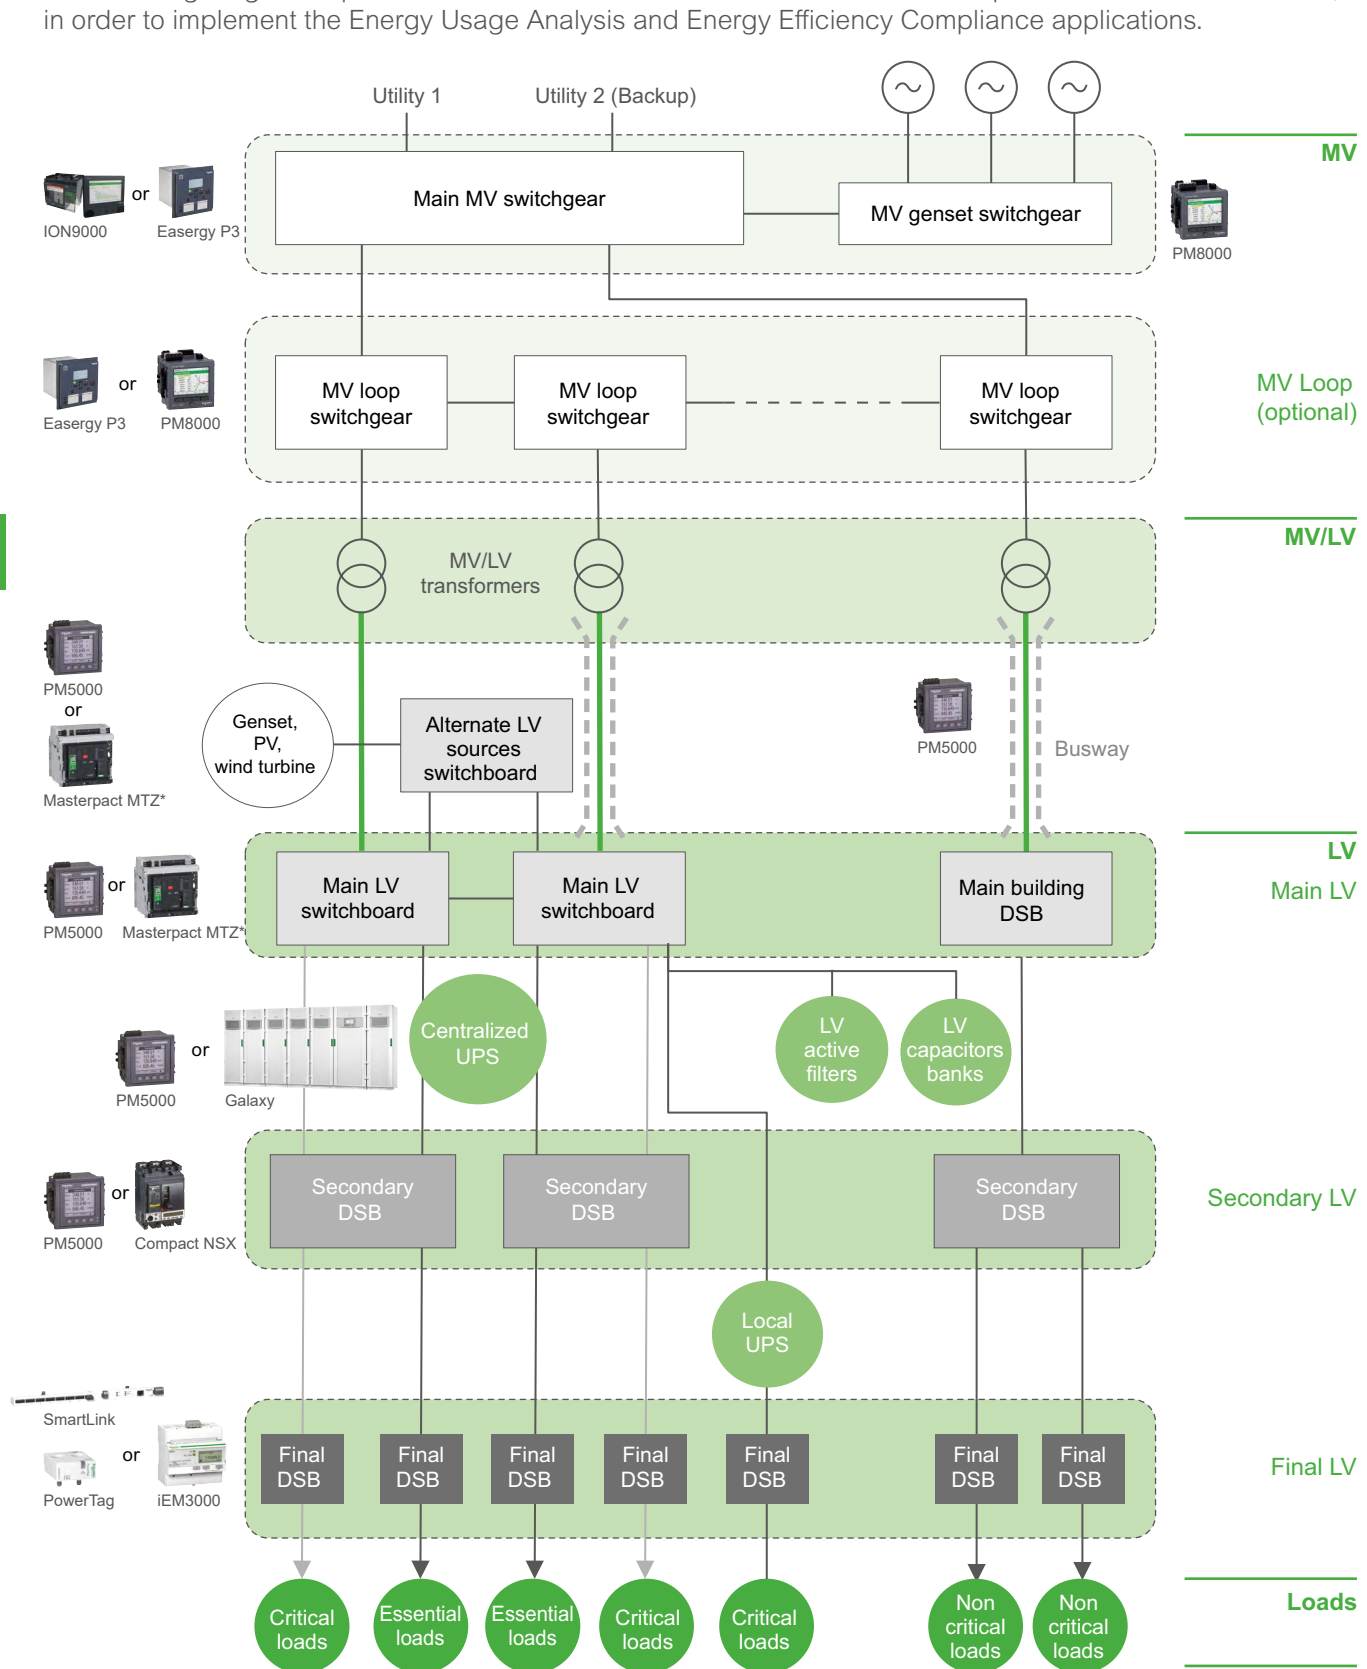 in order to implement the Energy Usage Analysis and Energy Efficiency Compliance applications.
Utility 1
Utility 2 (Backup)
MV
Main MV switchgear
MV genset switchgear
or
ION9000
Easergy P3
PM8000
MV loop
switchgear
MV loop
switchgear
MV loop
switchgear
or
Easergy P3
PM8000
MV Loop
(optional)
MV/LV
MV/LV
transformers
PM5000
or
Masterpact MTZ*
Genset,
PV,
wind turbine
Alternate LV
sources
switchboard
PM5000
Busway
LV
Main LV
Main LV
switchboard
Main LV
switchboard
Main building
DSB
or
PM5000
Masterpact MTZ*
Centralized
UPS
LV
active
filters
LV
capacitors
banks
or
PM5000
Galaxy
Secondary
DSB
Secondary
DSB
Secondary
DSB
Secondary LV
or
PM5000
Compact NSX
Local
UPS
SmartLink
or
PowerTag
iEM3000
Final
DSB
Final
DSB
Final
DSB
Final
DSB
Final
DSB
Final
DSB
Final
DSB
Final LV
Loads
Critical
loads
Essential
loads
Essential
loads
Critical
loads
Critical
loads
Non
critical
loads
Non
critical
loads